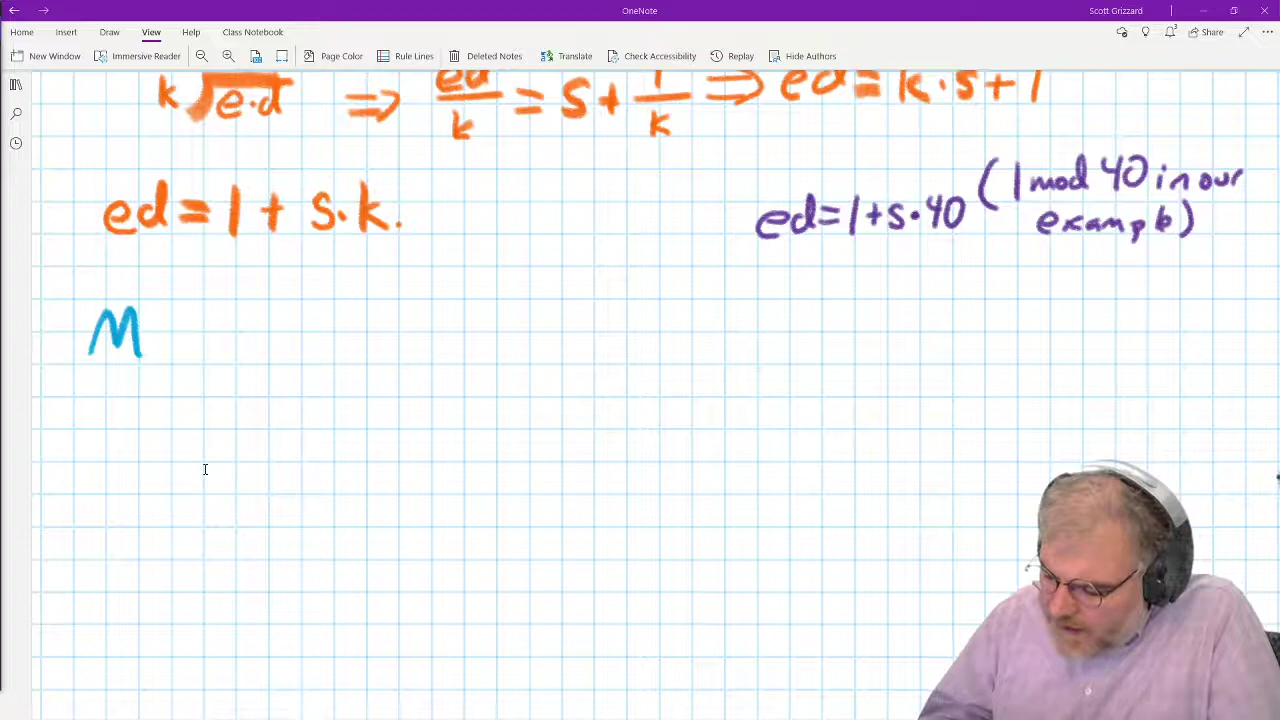 OneNote
Scott Grizzard
Home Insert Draw View Help Class Notebook
Share
New Window Immersive Reader Page Color Rule Lines Deleted Notes Translate Check Accessibility Replay Hide Authors
k √e·d ⇒ ed/k = s + 1/k ⇒ ed = k·s+1
ed = 1 + s·k.
ed=1+s·40 (1 mod 40 in our
example)
M